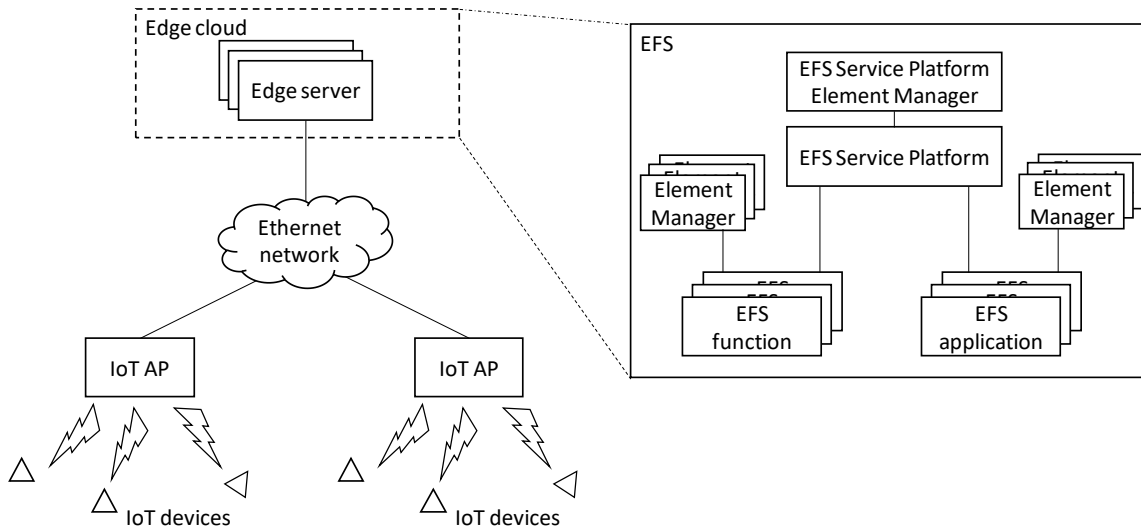 Edge cloud
Edge server
Ethernet
network
IoT AP
IoT AP
IoT devices
IoT devices
EFS
EFS Service Platform
Element Manager
EFS Service Platform
Element
Manager
Element
Manager
EFS
function
EFS
application